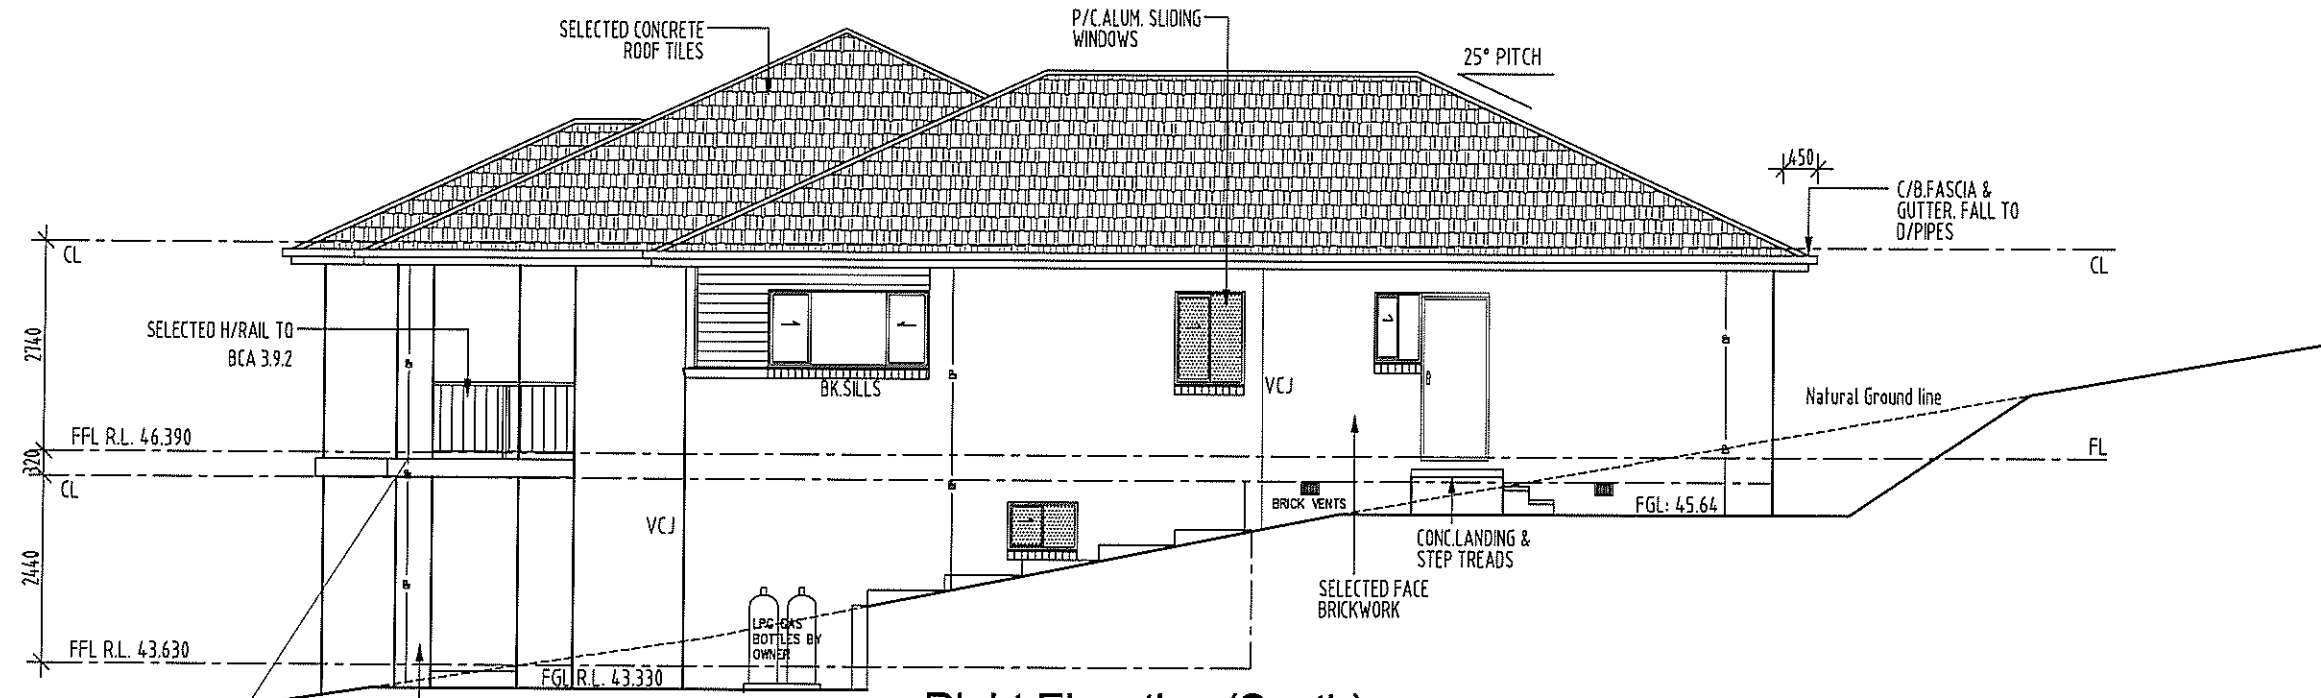 SELECTED CONCRETE
ROOF TILES
P/C.ALUM. SLIDING
WINDOWS
25° PITCH
450
C/B.FASCIA &
GUTTER. FALL TO
D/PIPES
CL
CL
2740
SELECTED H/RAIL TO
BCA 3.9.2
BK.SILLS
VCJ
Natural Ground line
FFL R.L. 46.390
FL
320
CL
VCJ
BRICK VENTS
FGL: 45.64
CONC.LANDING &
STEP TREADS
2440
SELECTED FACE
BRICKWORK
LPG GAS
BOTTLES BY
OWNER
FFL R.L. 43.630
FGL R.L. 43.330
Right Elevation (South)